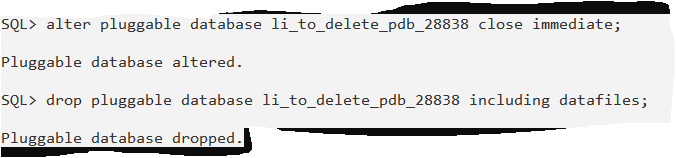 SQL> alter pluggable database li_to_delete_pdb_28838 close immediate;
Pluggable database altered.
SQL> drop pluggable database li_to_delete_pdb_28838 including datafiles;
Pluggable database dropped.